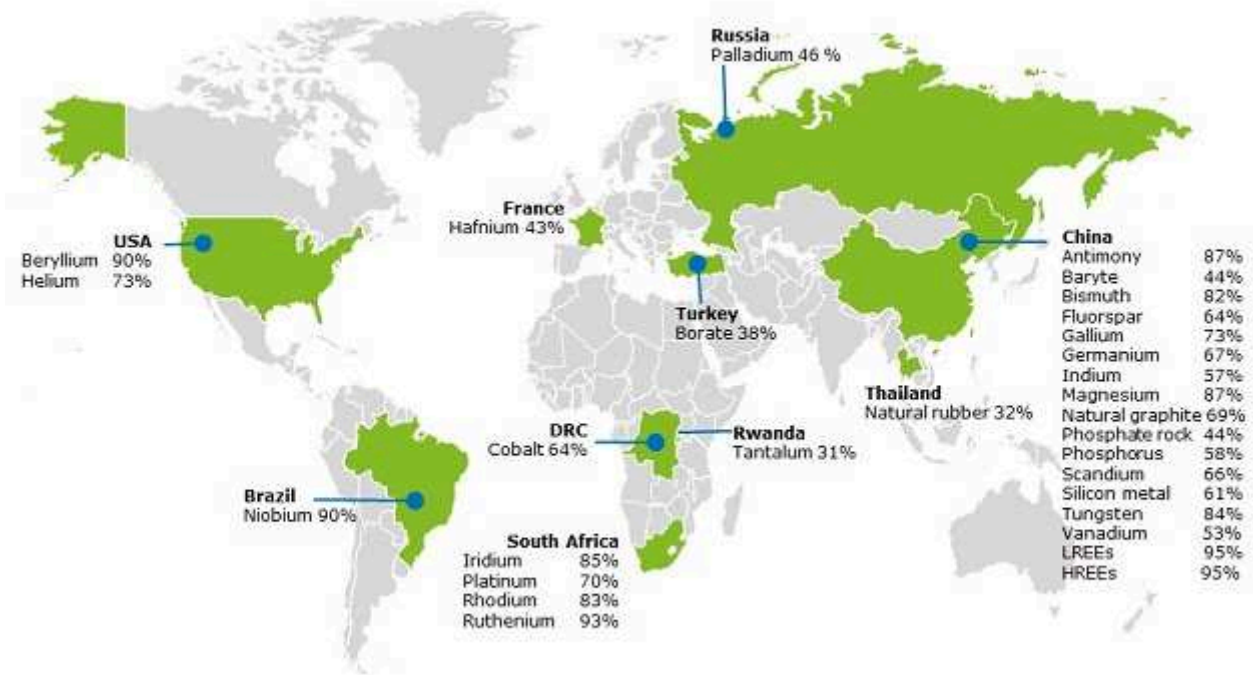 Russia
Palladium 46 %
France
Hafnium 43%
USA
Beryllium 90%
Helium 73%
China
Antimony 87%
Baryte 44%
Bismuth 82%
Fluorspar 64%
Gallium 73%
Germanium 67%
Indium 57%
Magnesium 87%
Natural graphite 69%
Phosphate rock 44%
Phosphorus 58%
Scandium 66%
Silicon metal 61%
Tungsten 84%
Vanadium 53%
LREEs 95%
HREEs 95%
Turkey
Borate 38%
Thailand
Natural rubber 32%
DRC
Cobalt 64%
Rwanda
Tantalum 31%
Brazil
Niobium 90%
South Africa
Iridium 85%
Platinum 70%
Rhodium 83%
Ruthenium 93%